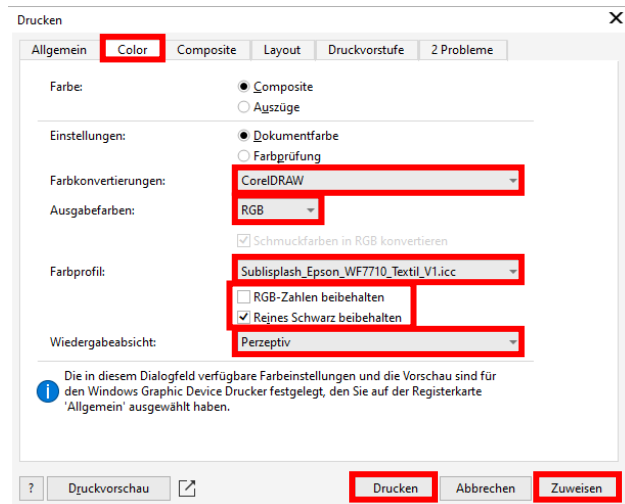 Drucken
Allgemein Color Composite Layout Druckvorstufe 2 Probleme
Farbe: Composite
Auszüge
Einstellungen: Dokumentfarbe
Farbprüfung
Farbkonvertierungen: CorelDRAW
Ausgabefarben: RGB
Schmuckfarben in RGB konvertieren
Farbprofil: Sublisplash_Epson_WF7710_Textil_V1.icc
RGB-Zahlen beibehalten
Reines Schwarz beibehalten
Wiedergabeabsicht: Perzeptiv
Die in diesem Dialogfeld verfügbare Farbeinstellungen und die Vorschau sind für
den Windows Graphic Device Drucker festgelegt, den Sie auf der Registerkarte
'Allgemein' ausgewählt haben.
? Druckvorschau Drucken Abbrechen Zuweisen